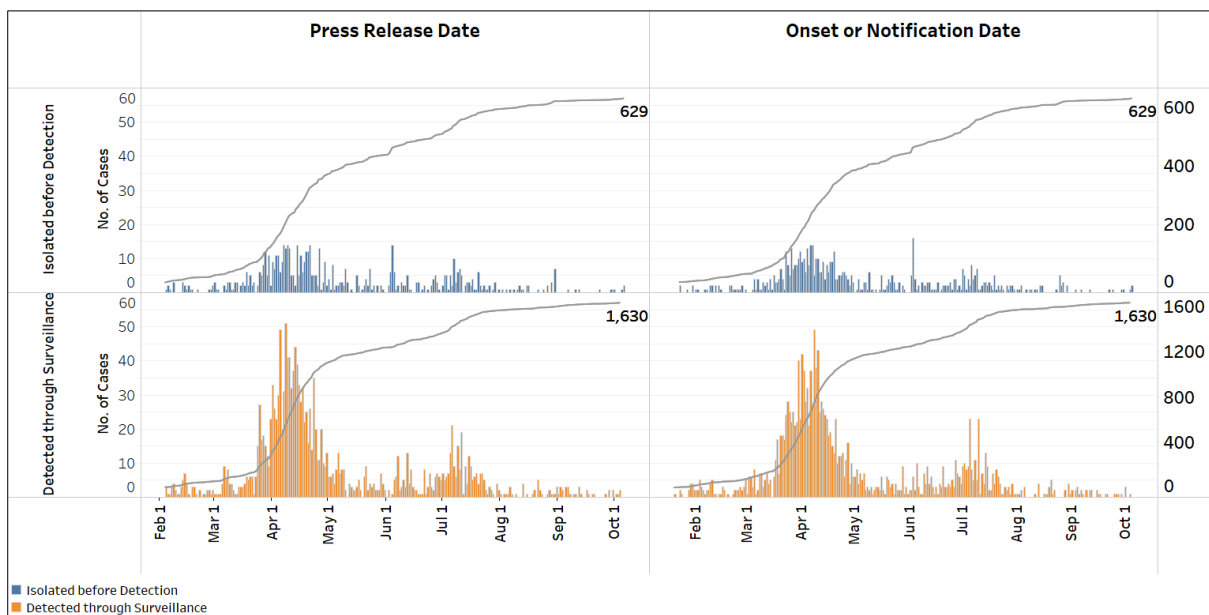 Press Release Date
Onset or Notification Date
Isolated before Detection
No. of Cases
60
50
40
30
20
10
0
629
629
600
400
200
0
Detected through Surveillance
No. of Cases
60
50
40
30
20
10
0
1,630
1,630
1600
1200
800
400
0
Feb 1
Mar 1
Apr 1
May 1
Jun 1
Jul 1
Aug 1
Sep 1
Oct 1
Feb 1
Mar 1
Apr 1
May 1
Jun 1
Jul 1
Aug 1
Sep 1
Oct 1
Isolated before Detection
Detected through Surveillance